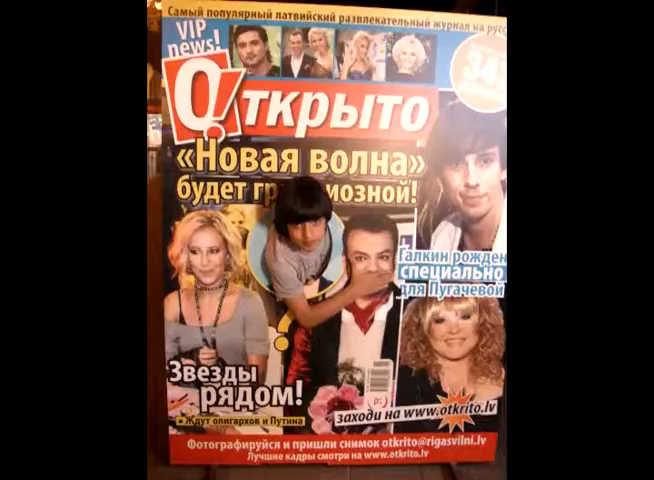 Самый популярный латвийский развлекательный журнал на русс
VIP
news!
О!ткрыто
34
«Новая волна»
будет гр мозной!
Галкин рожден
специально
для Пугачевой
Звезды
рядом!
• Ждут олигархов и Путина
заходи на www.otkrito.lv
Фотографируйся и пришли снимок otkrito@rigasvilni.lv
Лучшие кадры смотри на www.otkrito.lv